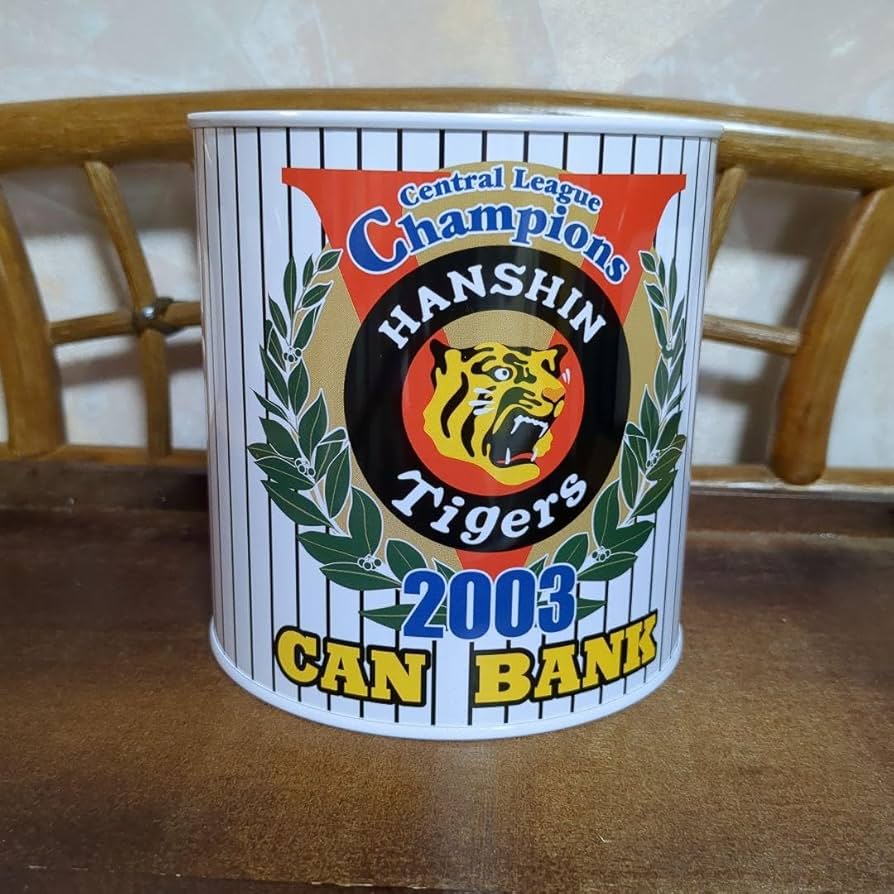 Central League
Champions
HANSHIN
Tigers
2003
CAN BANK